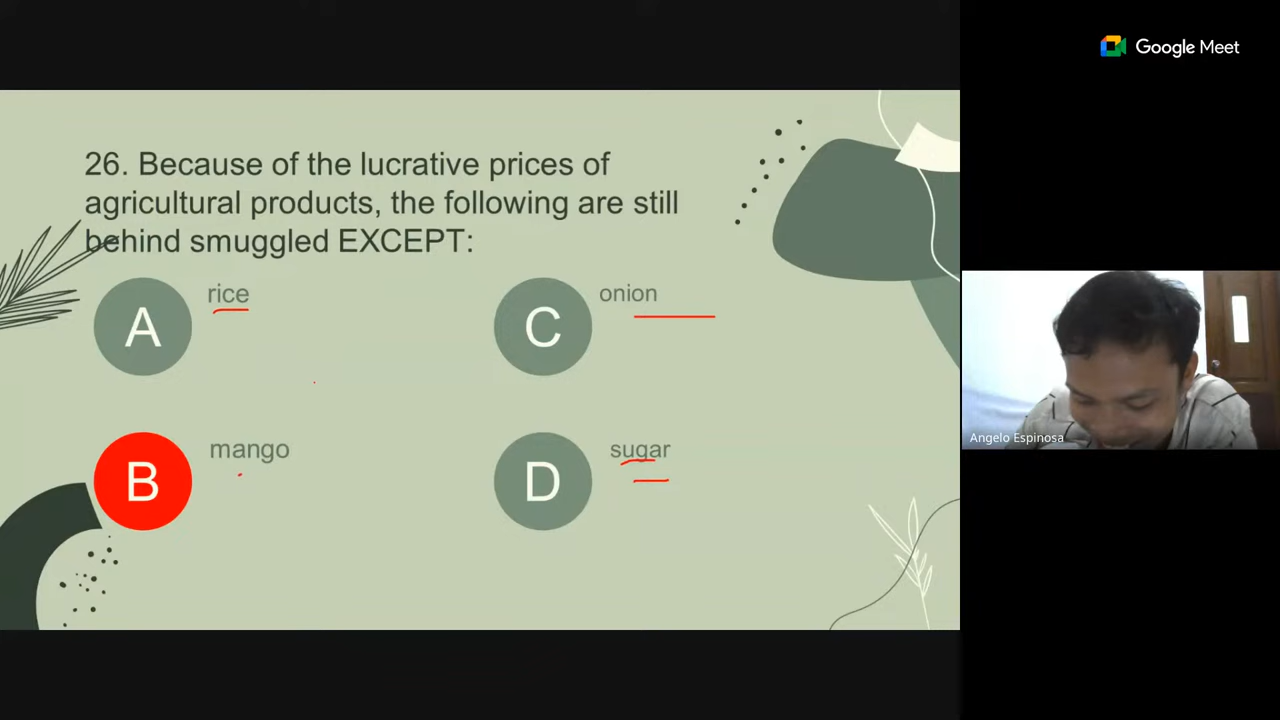 Google Meet
26. Because of the lucrative prices of
agricultural products, the following are still
behind smuggled EXCEPT:
A
rice
C
onion
B
mango
D
sugar
Angelo Espinosa